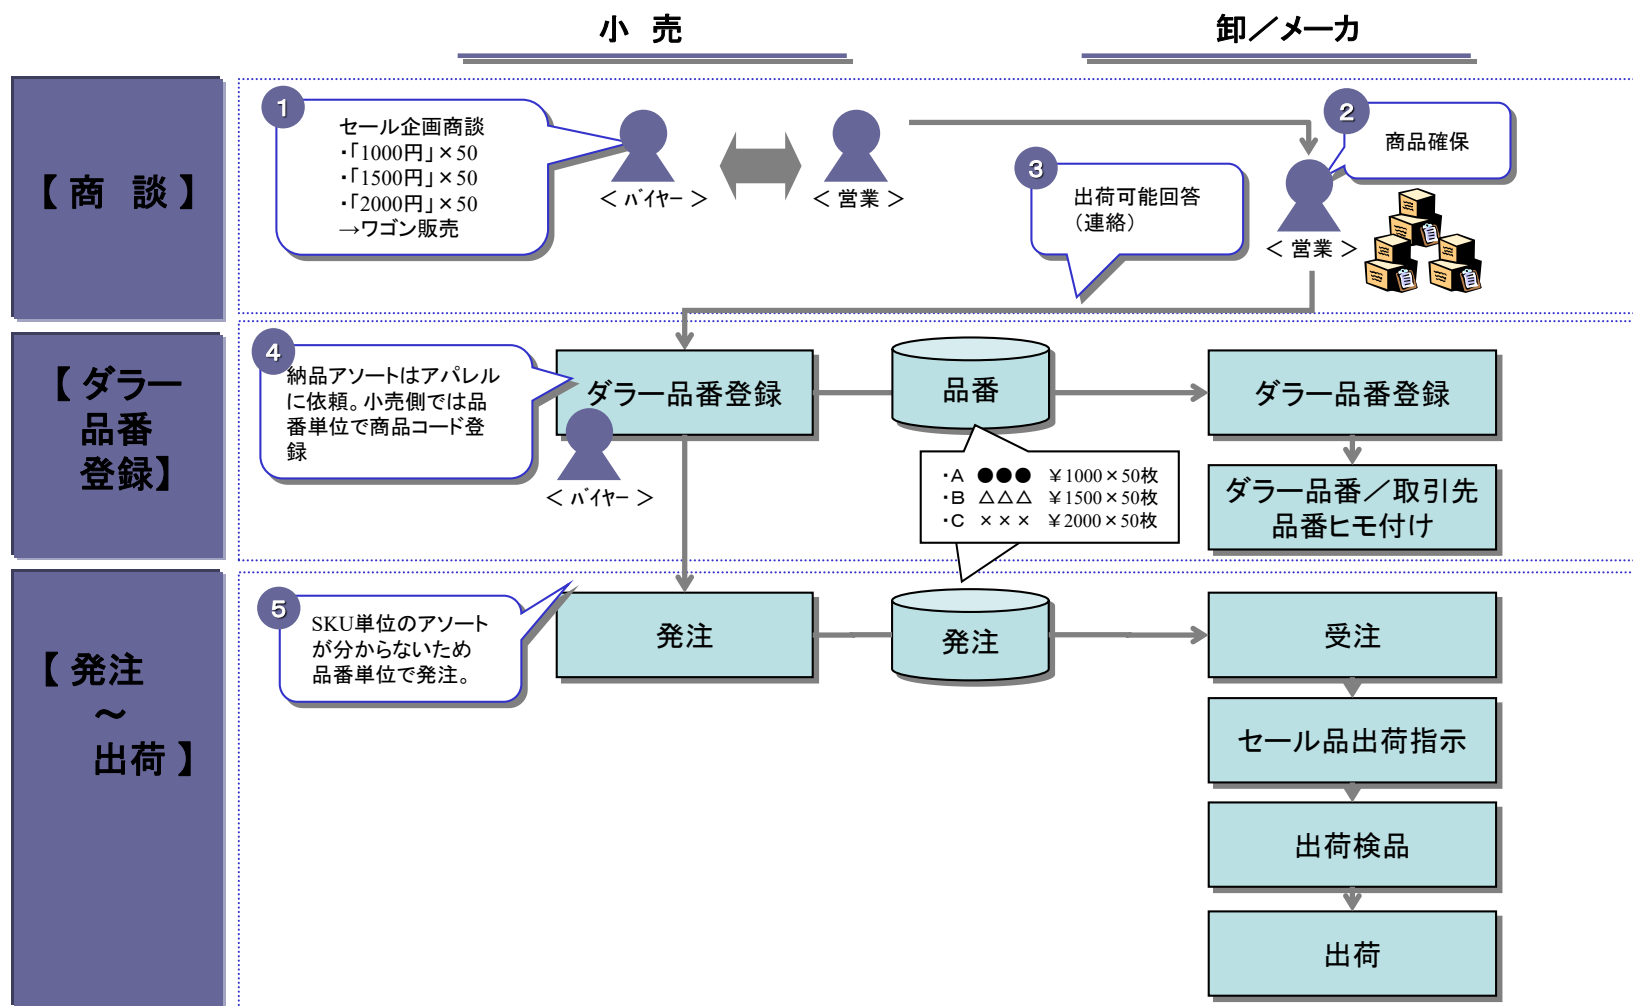 小 売
卸／メーカ
【 商 談 】
1
セール企画商談
・「1000円」×50
・「1500円」×50
・「2000円」×50
→ワゴン販売
＜ バイヤー ＞
＜ 営業 ＞
2
商品確保
3
出荷可能回答
（連絡）
＜ 営業 ＞
【 ダラー
品番
登録】
4
納品アソートはアパレル
に依頼。小売側では品
番単位で商品コード登
録
ダラー品番登録
＜ バイヤー ＞
品番
ダラー品番登録
・A ●●● ￥1000×50枚
・B △△△ ￥1500×50枚
・C ××× ￥2000×50枚
ダラー品番／取引先
品番ヒモ付け
【 発注
～
出荷 】
5
SKU単位のアソート
が分からないため
品番単位で発注。
発注
発注
受注
セール品出荷指示
出荷検品
出荷